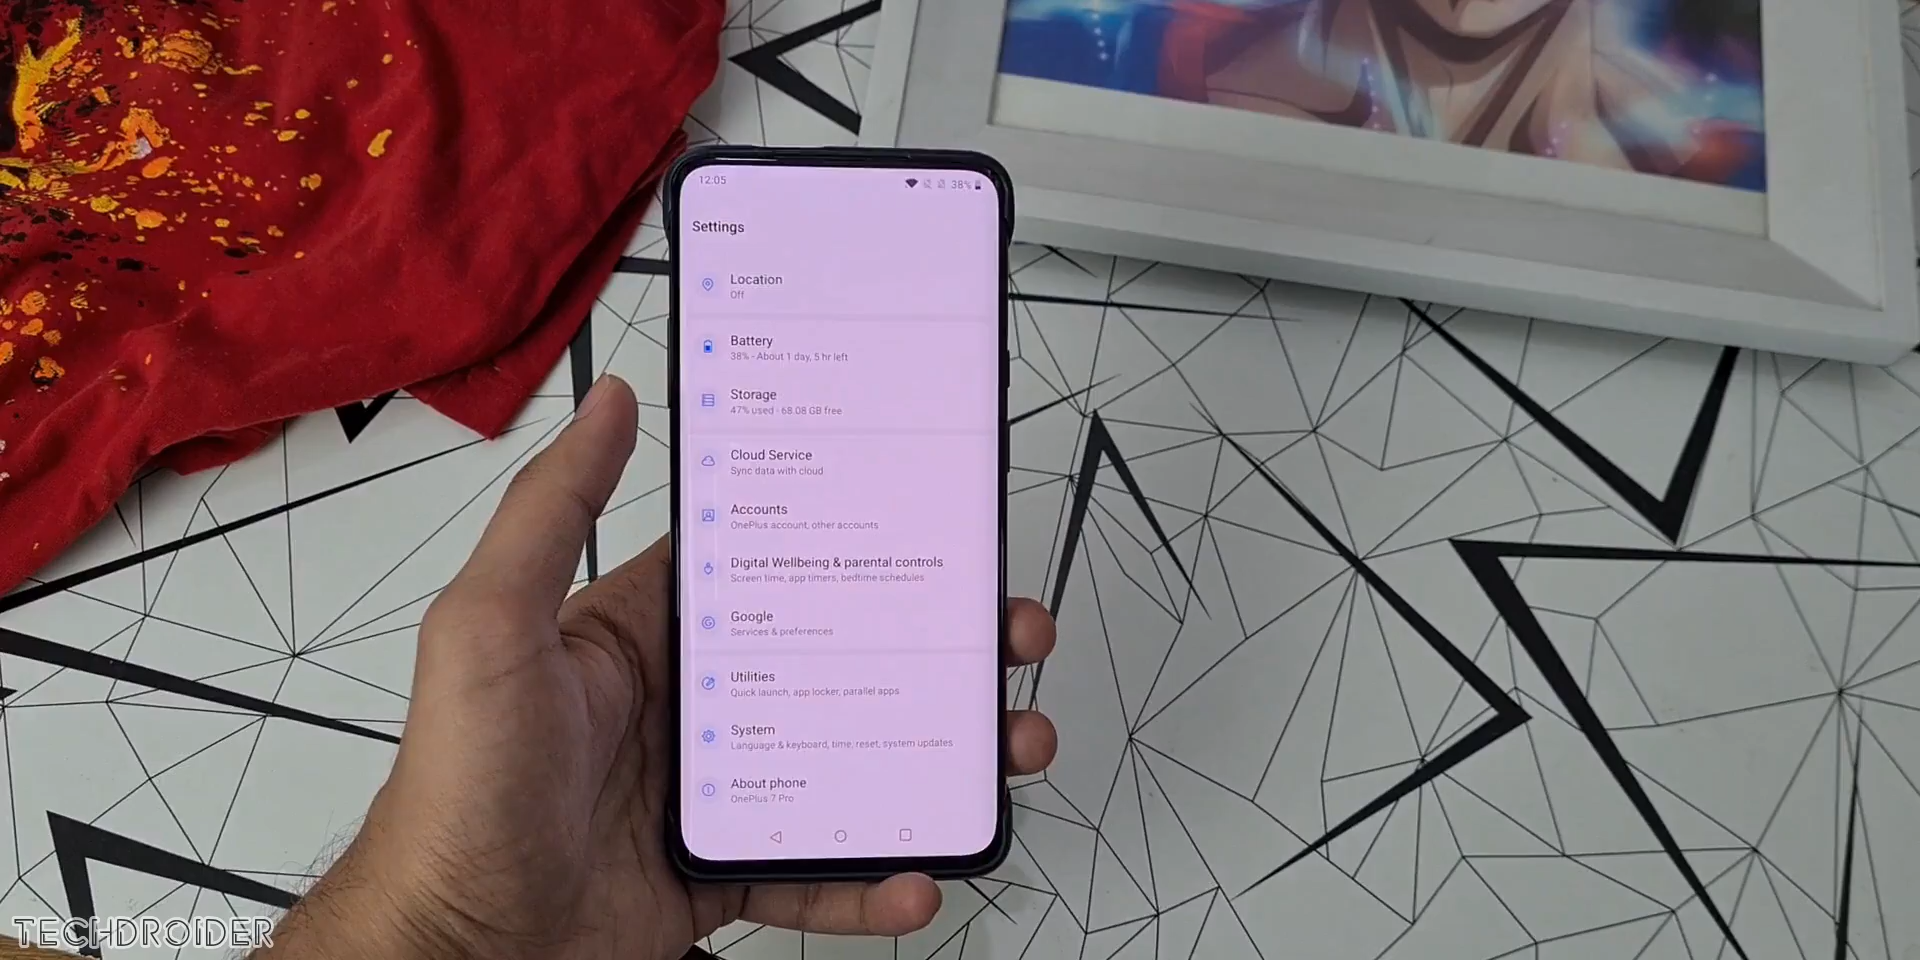 12:05
38%
Settings
Location
Off
Battery
38% - About 1 day, 5 hr left
Storage
47% used - 68.08 GB free
Cloud Service
Sync data with cloud
Accounts
OnePlus account, other accounts
Digital Wellbeing & parental controls
Screen time, app timers, bedtime schedules
Google
Services & preferences
Utilities
Quick launch, app locker, parallel apps
System
Language & keyboard, time, reset, system updates
About phone
OnePlus 7 Pro
TECHDROIDER